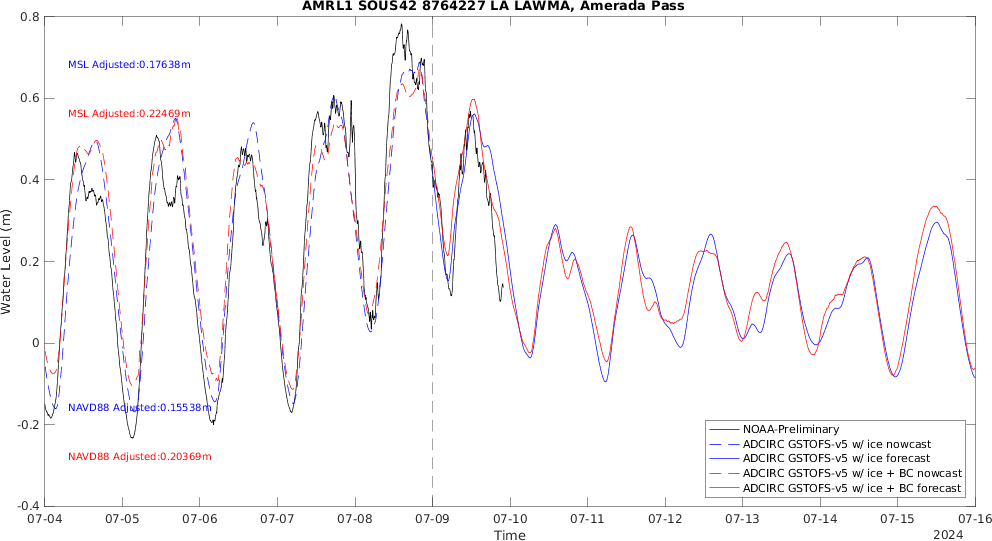 AMRL1 SOUS42 8764227 LA LAWMA, Amerada Pass
0.8
0.6
0.4
0.2
0
-0.2
-0.4
Water Level (m)
MSL Adjusted:0.17638m
MSL Adjusted:0.22469m
NAVD88 Adjusted:0.15538m
NAVD88 Adjusted:0.20369m
NOAA-Preliminary
ADCIRC GSTOFS-v5 w/ ice nowcast
ADCIRC GSTOFS-v5 w/ ice forecast
ADCIRC GSTOFS-v5 w/ ice + BC nowcast
ADCIRC GSTOFS-v5 w/ ice + BC forecast
07-04 07-05 07-06 07-07 07-08 07-09 07-10 07-11 07-12 07-13 07-14 07-15 07-16
Time
2024